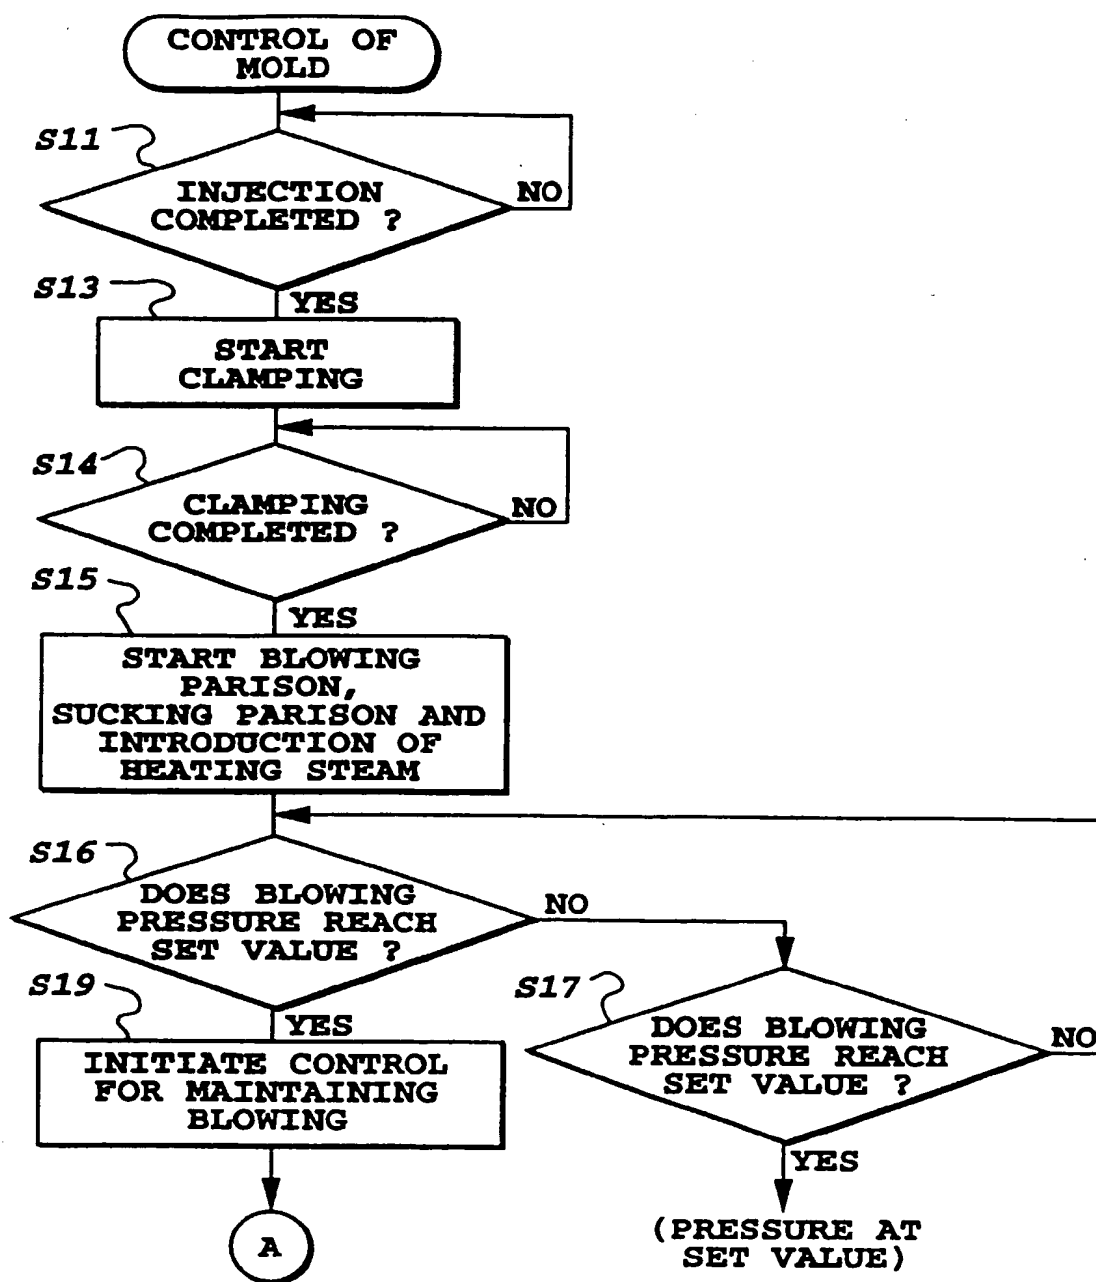 CONTROL OF
MOLD
S11
INJECTION
COMPLETED ?
NO
S13
YES
START
CLAMPING
S14
CLAMPING
COMPLETED ?
NO
S15
YES
START BLOWING
PARISON,
SUCKING PARISON AND
INTRODUCTION OF
HEATING STEAM
S16
DOES BLOWING
PRESSURE REACH
SET VALUE ?
NO
S19
YES
INITIATE CONTROL
FOR MAINTAINING
BLOWING
A
S17
DOES BLOWING
PRESSURE REACH
SET VALUE ?
NO
YES
(PRESSURE AT
SET VALUE)